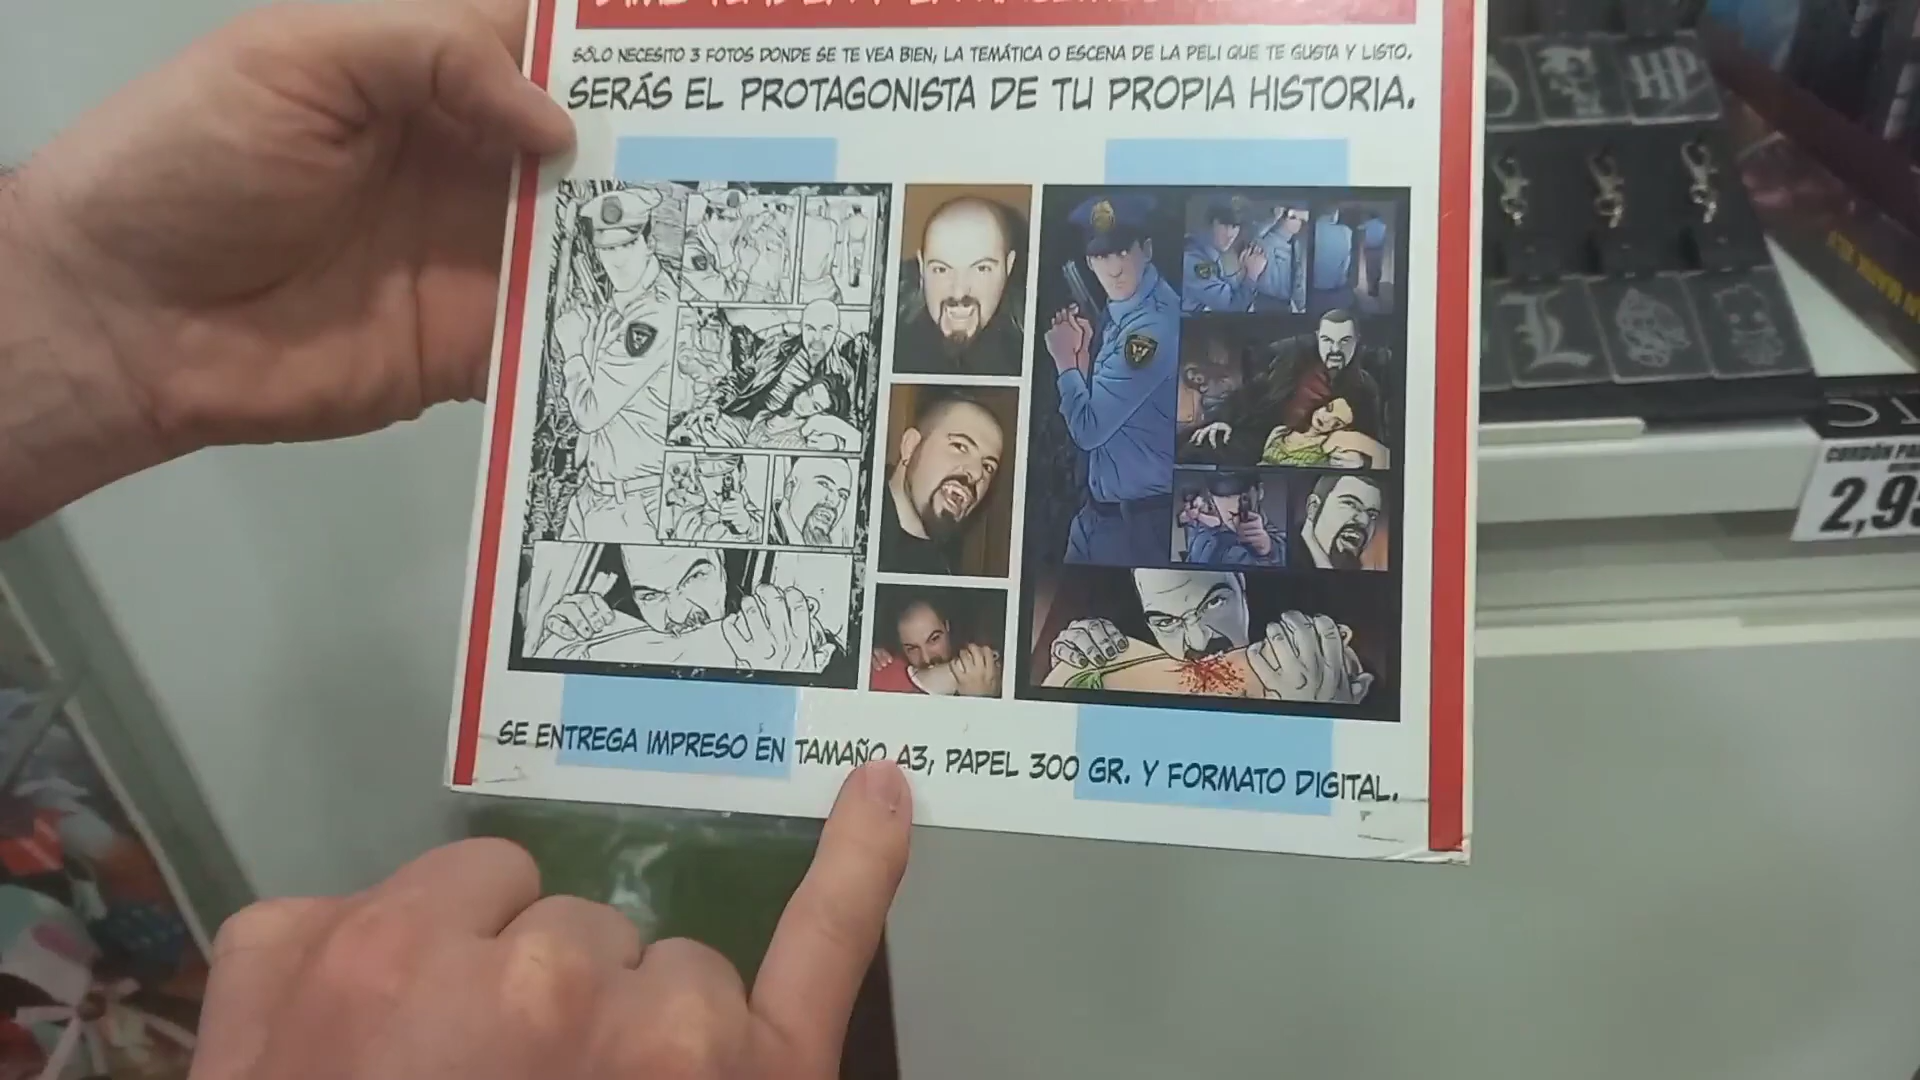 SÓLO NECESITO 3 FOTOS DONDE SE TE VEA BIEN, LA TEMÁTICA O ESCENA DE LA PELI QUE TE GUSTA Y LISTO.
SERÁS EL PROTAGONISTA DE TU PROPIA HISTORIA.
SE ENTREGA IMPRESO EN TAMAÑO A3, PAPEL 300 GR. Y FORMATO DIGITAL.
HP
L
CORDÓN
2,95